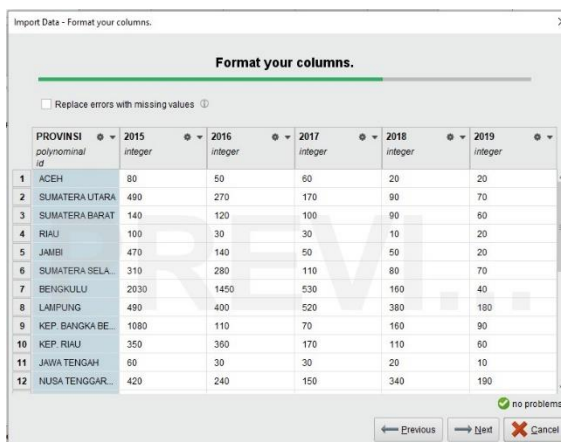 Import Data - Format your columns.
Format your columns.
Replace errors with missing values
PROVINSI 2015 2016 2017 2018 2019
polynominal integer integer integer integer integer
id
1 ACEH 80 50 60 20 20
2 SUMATERA UTARA 490 270 170 90 70
3 SUMATERA BARAT 140 120 100 90 60
4 RIAU 100 30 30 10 20
5 JAMBI 470 140 50 50 20
6 SUMATERA SELA... 310 280 110 80 70
7 BENGKULU 2030 1450 530 160 40
8 LAMPUNG 490 400 520 380 180
9 KEP. BANGKA BE... 1080 110 70 160 90
10 KEP. RIAU 350 360 170 110 60
11 JAWA TENGAH 60 30 30 20 10
12 NUSA TENGGAR... 420 240 150 340 190
PREVI...
no problems
Previous Next Cancel